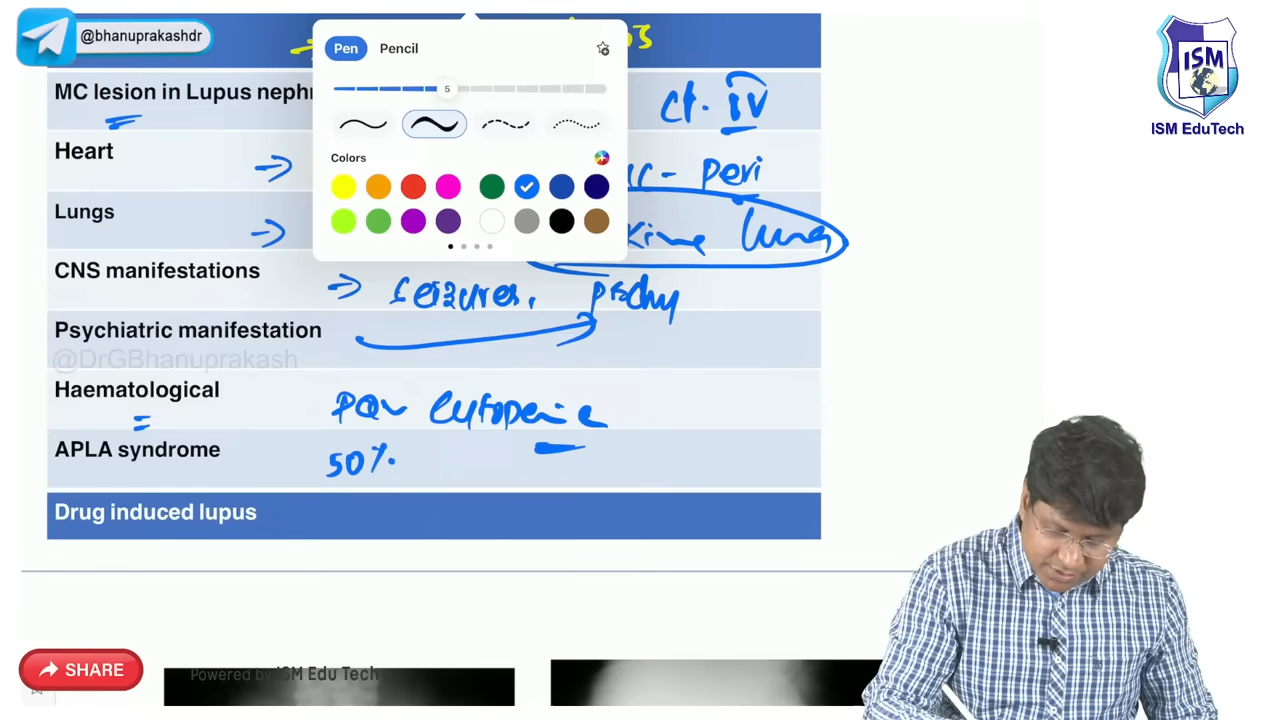 @bhanuprakashdr
Pen Pencil
5
Colors
MC lesion in Lupus nephr
Cl. IV
Heart
Peri
Lungs
lung
CNS manifestations
seizures.
Psychiatric manifestation
@DrGBhanuprakash
Haematological
Pan cytopenia
APLA syndrome
50%
Drug induced lupus
SHARE
Powered by ISM Edu Tech
ISM
ISM EduTech